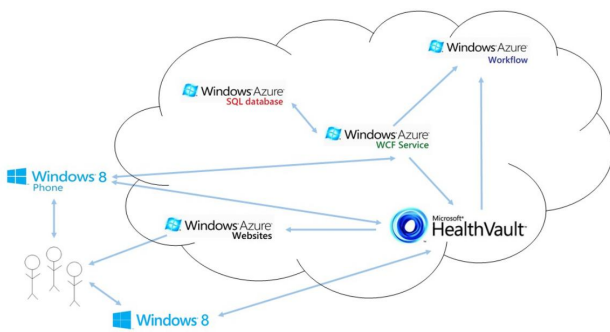 Windows Azure
Workflow
Windows Azure
SQL database
Windows Azure
WCF Service
Windows 8
Phone
Windows Azure
Websites
Microsoft®
HealthVault™
Windows 8